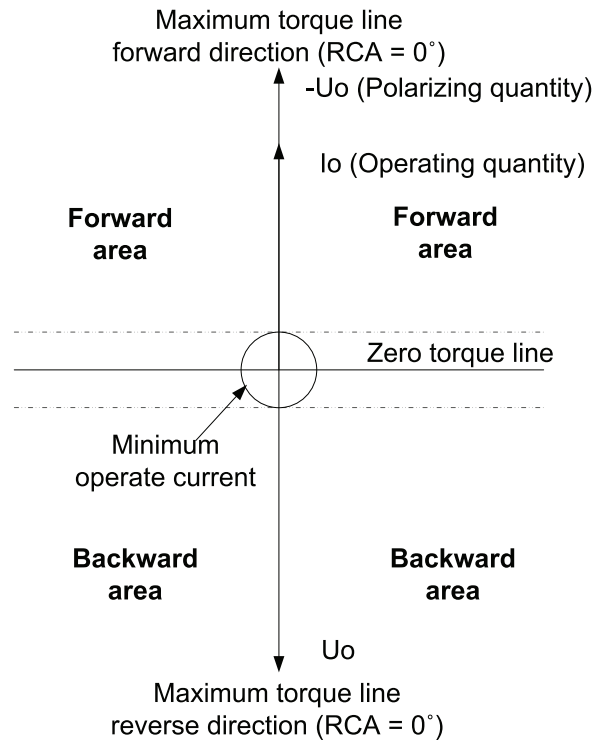 Maximum torque line
forward direction (RCA = 0˚)
-Uo (Polarizing quantity)
Io (Operating quantity)
Forward
area
Forward
area
Zero torque line
Minimum
operate current
Backward
area
Backward
area
Uo
Maximum torque line
reverse direction (RCA = 0˚)